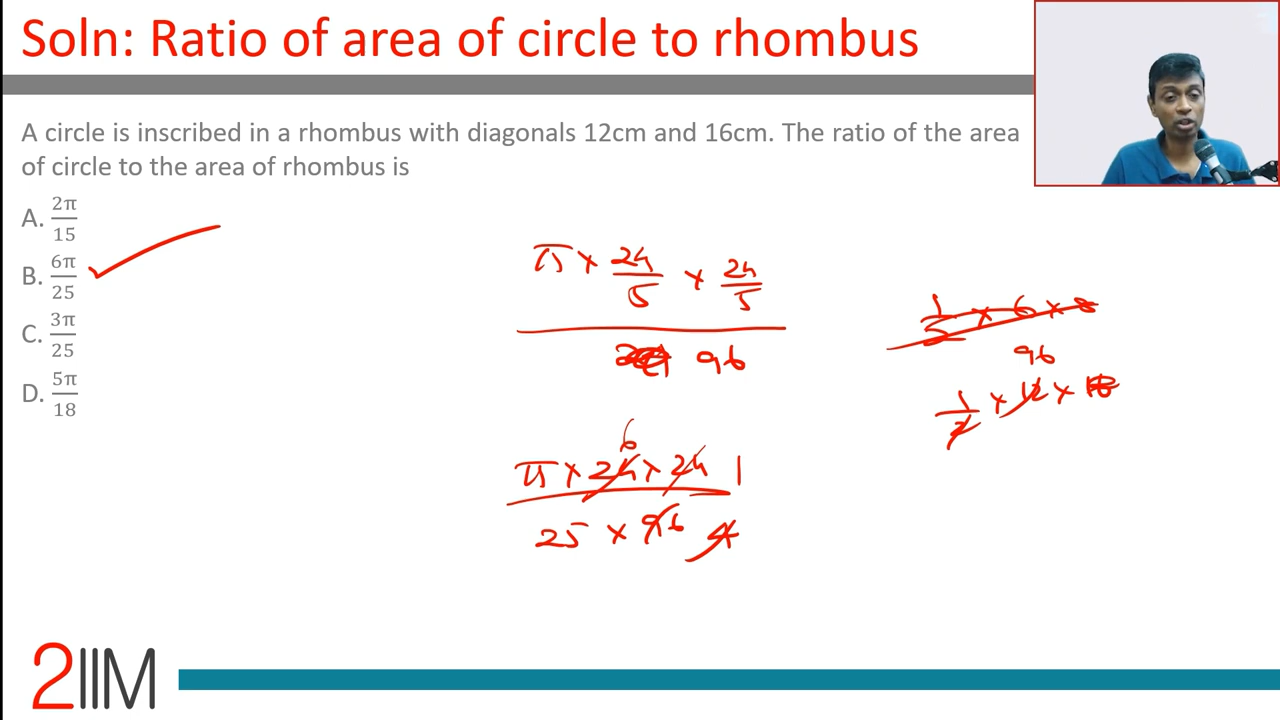 Soln: Ratio of area of circle to rhombus
A circle is inscribed in a rhombus with diagonals 12cm and 16cm. The ratio of the area
of circle to the area of rhombus is
A. 2π/15
B. 6π/25
C. 3π/25
D. 5π/18
π × 24/5 × 24/5
96
1/2 × 6 × 8
96
1/2 × 12 × 16
6
π × 24 × 24 1
25 × 96 4
2IIM